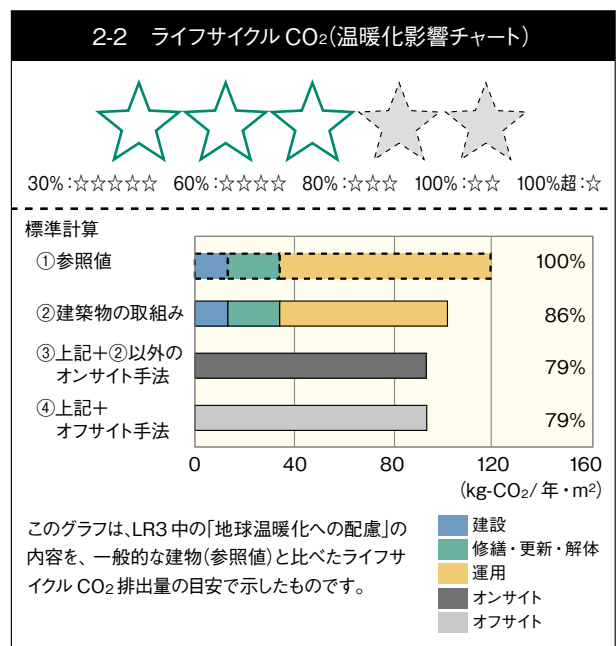 2-2 ライフサイクル CO₂(温暖化影響チャート)
30%:☆☆☆☆☆ 60%:☆☆☆☆ 80%:☆☆☆ 100%:☆☆ 100%超:☆
標準計算
①参照値 100%
②建築物の取組み 86%
③上記+②以外の
オンサイト手法 79%
④上記+
オフサイト手法 79%
0 40 80 120 160
(kg-CO₂/年・m²)
このグラフは、LR3中の「地球温暖化への配慮」の
内容を、一般的な建物(参照値)と比べたライフサ
イクル CO₂ 排出量の目安で示したものです。
建設
修繕・更新・解体
運用
オンサイト
オフサイト